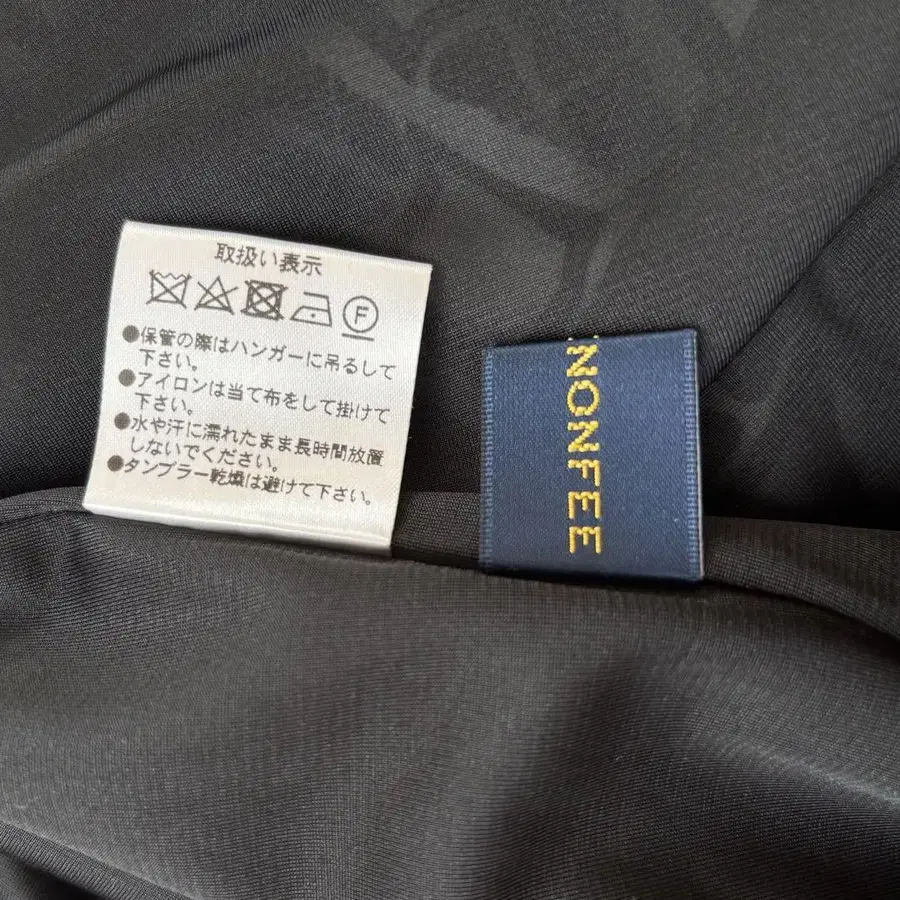 取扱い表示
F
●保管の際はハンガーに吊るして
下さい。
●アイロンは当て布をして掛けて
下さい。
●水や汗に濡れたまま長時間放置
しないでください。
●タンブラー乾燥は避けて下さい。
NONFEE